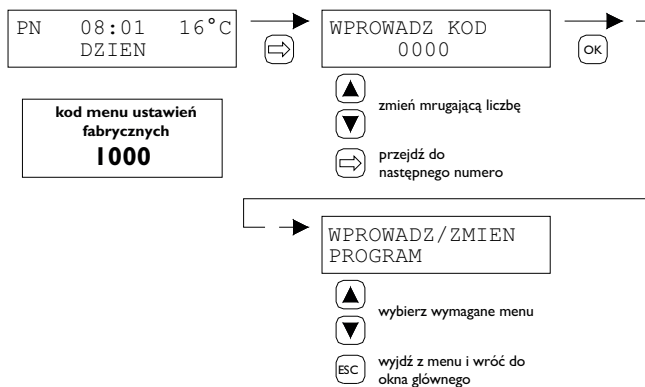 PN 08:01 16°C
DZIEN
WPROWADZ KOD
0000
OK
kod menu ustawień
fabrycznych
1000
zmień mrugającą liczbę
przejdź do
następnego numero
WPROWADZ/ZMIEN
PROGRAM
wybierz wymagane menu
ESC
wyjdź z menu i wróć do
okna glównego